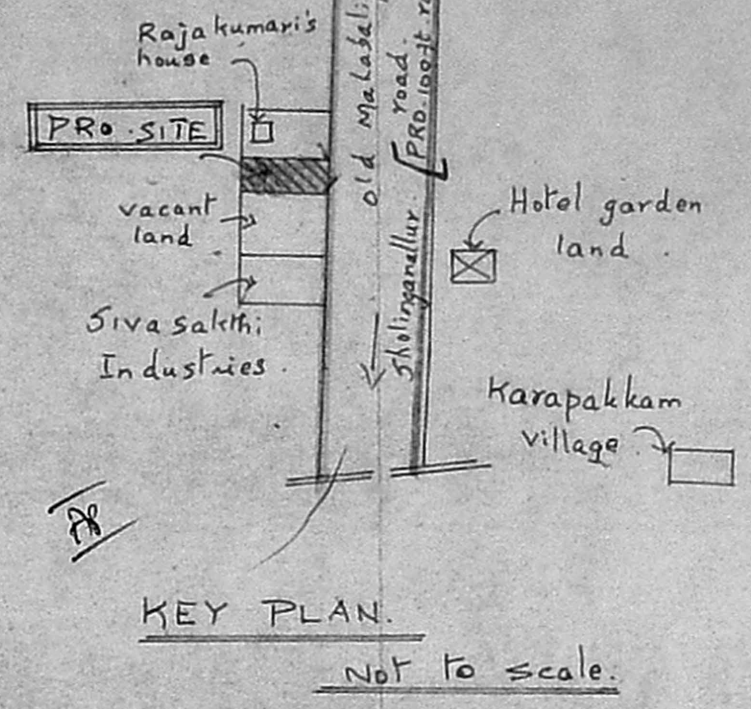 Rajakumari's
house
PRO.SITE
old Mahabali
road.
[PRO.100ft
Sholinganallur.
vacant
land
Hotel garden
land.
Sivasakthi
Industries.
Karapakkam
village.
KEY PLAN.
Not to scale.